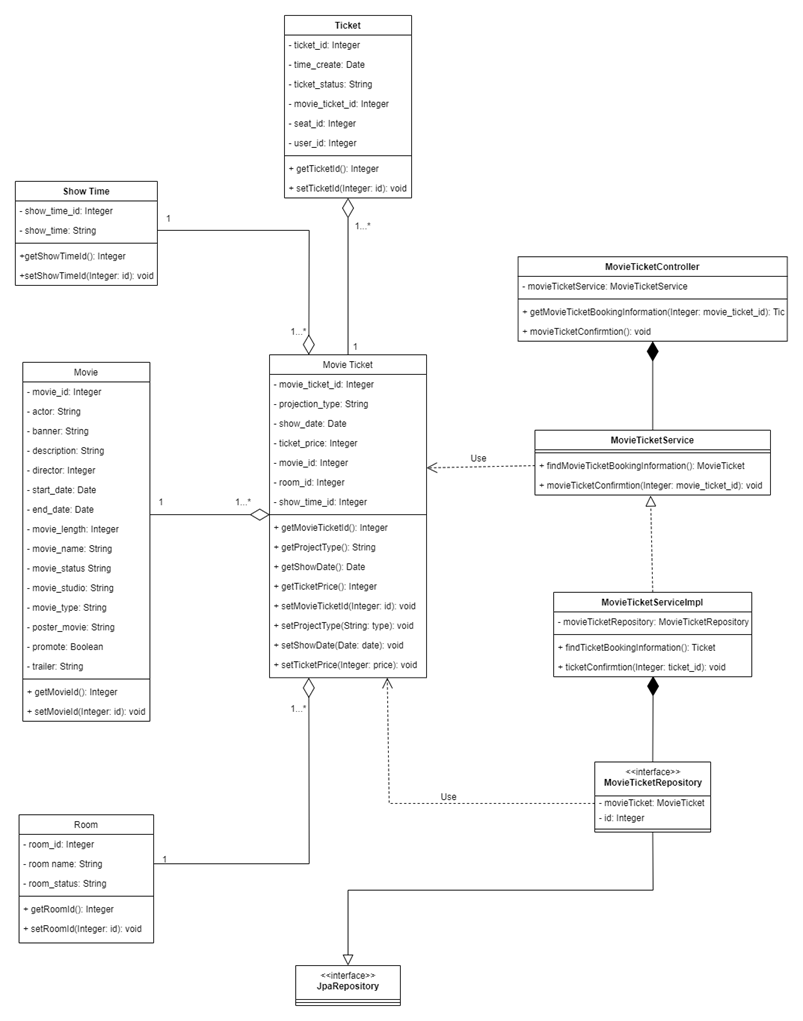 Ticket
- ticket_id: Integer
- time_create: Date
- ticket_status: String
- movie_ticket_id: Integer
- seat_id: Integer
- user_id: Integer
+ getTicketId(): Integer
+ setTicketId(Integer: id): void
1...*
1
Show Time
- show_time_id: Integer
- show_time: String
+getShowTimeId(): Integer
+setShowTimeId(Integer: id): void
1
1...*
Movie
- movie_id: Integer
- actor: String
- banner: String
- description: String
- director: Integer
- start_date: Date
- end_date: Date
- movie_length: Integer
- movie_name: String
- movie_status String
- movie_studio: String
- movie_type: String
- poster_movie: String
- promote: Boolean
- trailer: String
+ getMovieId(): Integer
+ setMovieId(Integer: id): void
1
1...*
Movie Ticket
- movie_ticket_id: Integer
- projection_type: String
- show_date: Date
- ticket_price: Integer
- movie_id: Integer
- room_id: Integer
- show_time_id: Integer
+ getMovieTicketId(): Integer
+ getProjectType(): String
+ getShowDate(): Date
+ getTicketPrice(): Integer
+ setMovieTicketId(Integer: id): void
+ setProjectType(String: type): void
+ setShowDate(Date: date): void
+ setTicketPrice(Integer: price): void
1...*
Room
- room_id: Integer
- room name: String
- room_status: String
+ getRoomId(): Integer
+ setRoomId(Integer: id): void
1
MovieTicketController
- movieTicketService: MovieTicketService
+ getMovieTicketBookingInformation(Integer: movie_ticket_id): Tic
+ movieTicketConfirmtion(): void
MovieTicketService
+ findMovieTicketBookingInformation(): MovieTicket
+ movieTicketConfirmtion(Integer: movie_ticket_id): void
Use
MovieTicketServiceImpl
- movieTicketRepository: MovieTicketRepository
+ findTicketBookingInformation(): Ticket
+ ticketConfirmtion(Integer: ticket_id): void
<<interface>>
MovieTicketRepository
- movieTicket: MovieTicket
- id: Integer
Use
<<interface>>
JpaRepository